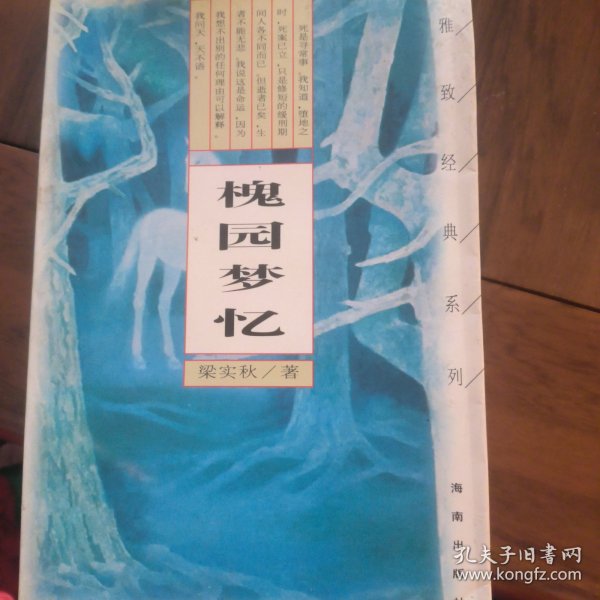 死是寻常事，我知道，堕地之
时，死案已立，只是修短的缓刑期
间人各不同而已，但逝者已矣，生
者不能无悲，我说这是命运，因为
我想不出别的任何理由可以解释。
我问天，天不语。
槐园梦忆
梁实秋／著
雅／致／经／典／系／列／
海南出版
孔夫子旧书网
www.kongfz.com